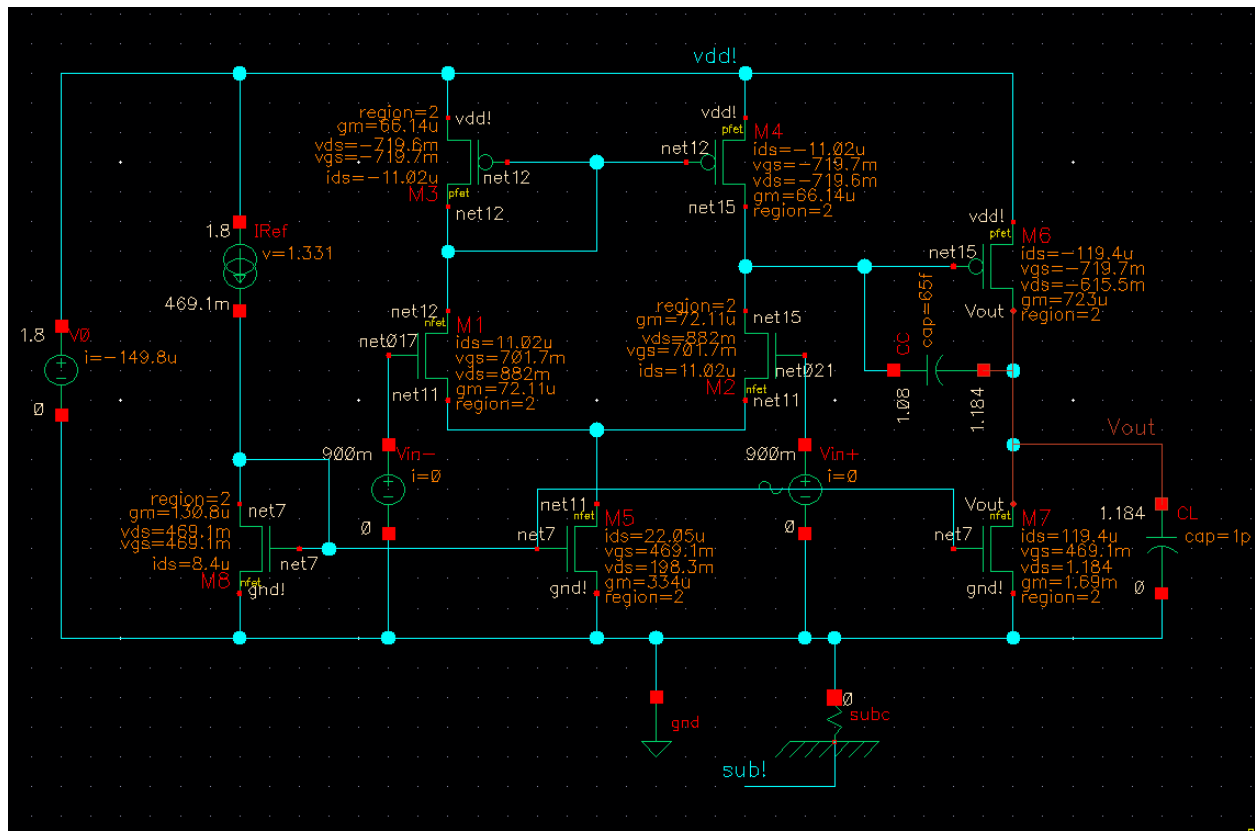 vdd!
region=2
gm=66.14u
vds=-719.6m
vgs=-719.7m
ids=-11.02u
vdd!
pfet
M3
net12
net12
vdd!
pfet
M4
net12
ids=-11.02u
vgs=-719.7m
vds=-719.6m
gm=66.14u
region=2
net15
vdd!
pfet
M6
net15
ids=-119.4u
vgs=-719.7m
vds=-615.5m
gm=723u
region=2
Vout
1.8
IRef
v=1.331
469.1m
1.8
V0
i=-149.8u
0
net12
nfet
M1
net017
ids=11.02u
vgs=701.7m
vds=882m
gm=72.11u
region=2
net11
region=2
gm=72.11u
vds=882m
vgs=701.7m
ids=11.02u
net15
net021
M2
nfet
net11
CC
cap=65f
1.08
1.184
Vout
900m
Vin-
i=0
0
900m
Vin+
i=0
0
region=2
gm=130.8u
vds=469.1m
vgs=469.1m
ids=8.4u
net7
net7
M8
nfet
gnd!
net11
nfet
M5
net7
ids=22.05u
vgs=469.1m
vds=198.3m
gm=334u
region=2
gnd!
Vout
nfet
M7
net7
ids=119.4u
vgs=469.1m
vds=1.184
gm=1.69m
region=2
gnd!
1.184
CL
cap=1p
0
gnd
0
subc
sub!